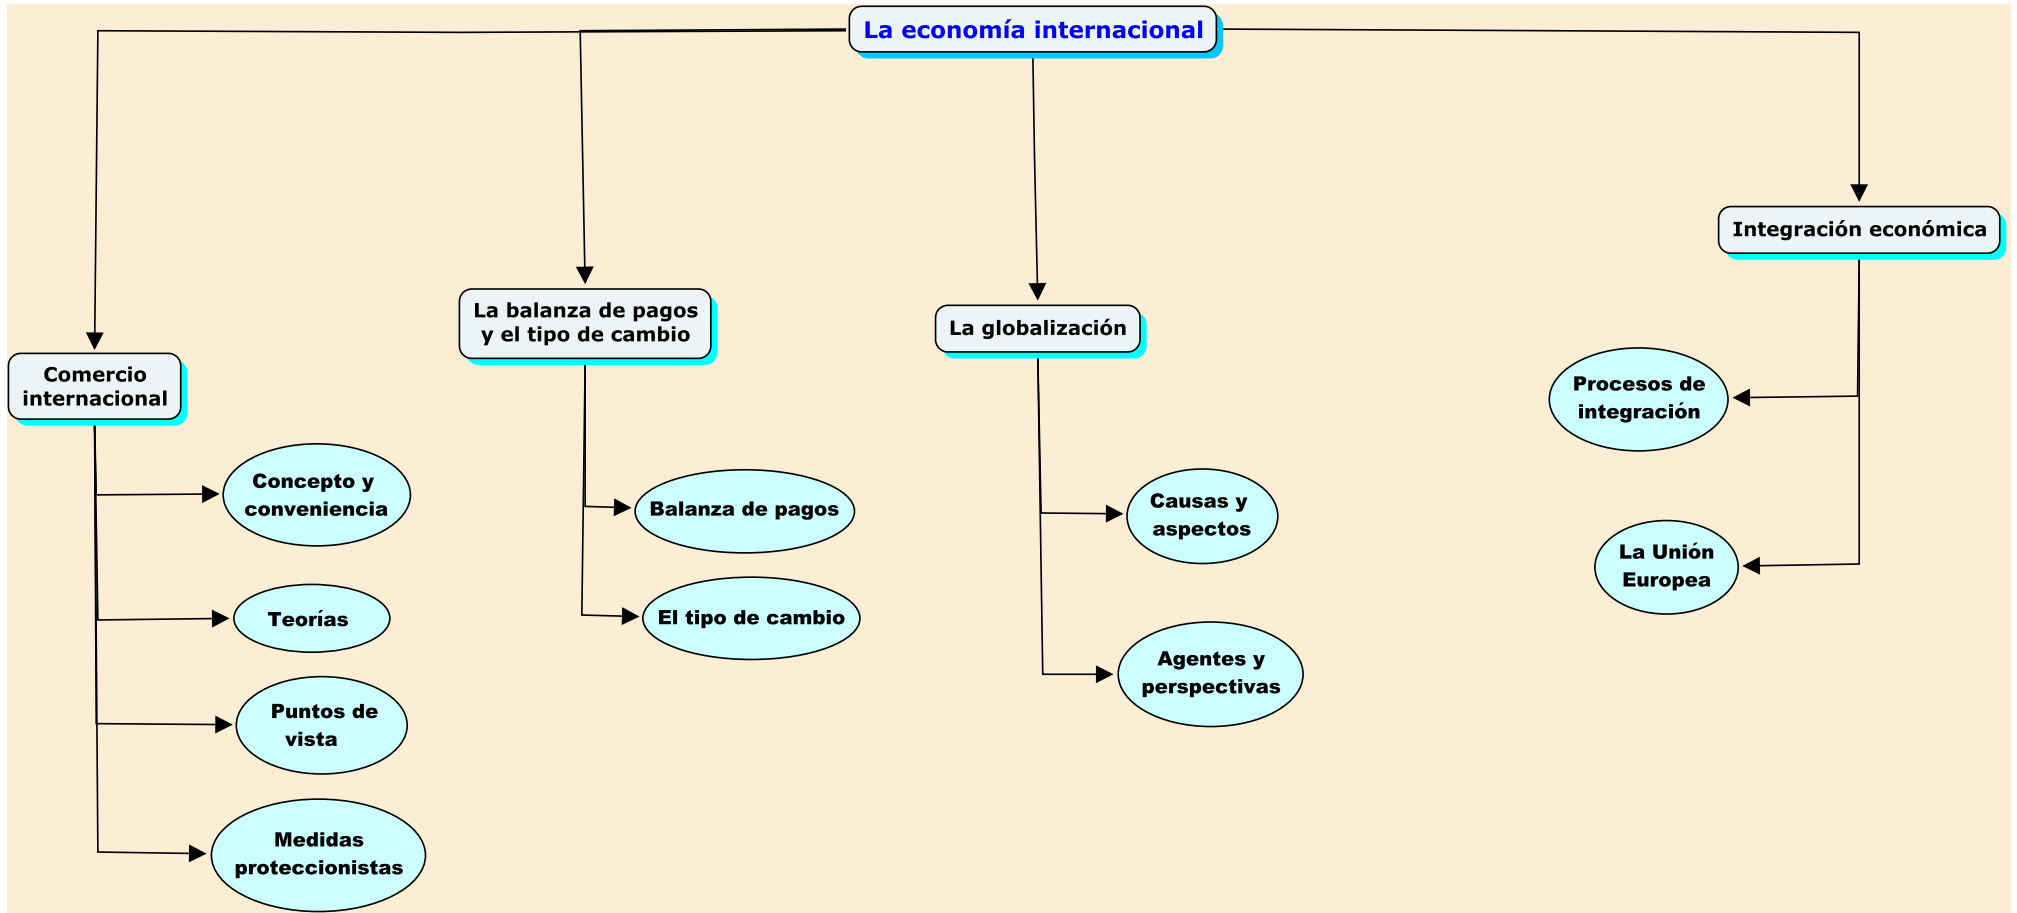 La economía internacional
Comercio
internacional
Concepto y
conveniencia
Teorías
Puntos de
vista
Medidas
proteccionistas
La balanza de pagos
y el tipo de cambio
Balanza de pagos
El tipo de cambio
La globalización
Causas y
aspectos
Agentes y
perspectivas
Integración económica
Procesos de
integración
La Unión
Europea